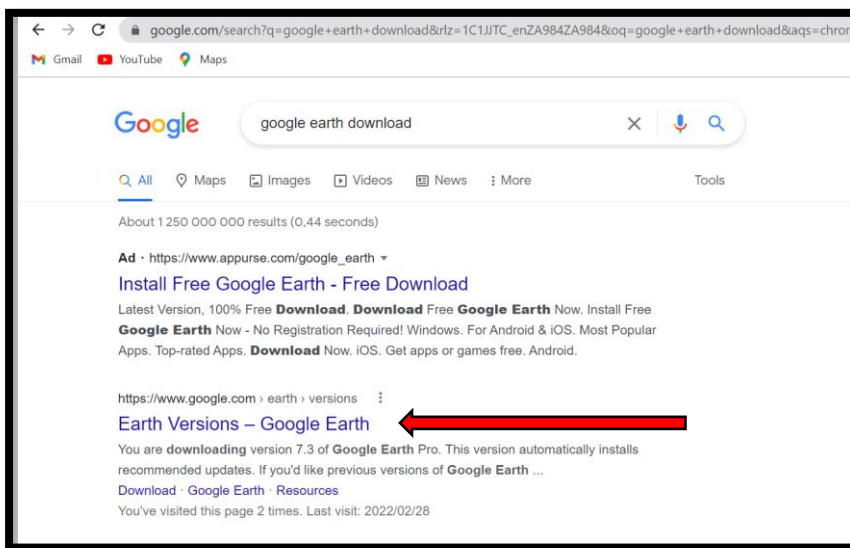 google.com/search?q=google+earth+download&rlz=1C1JJTC_enZA984ZA984&oq=google+earth+download&aqs=chron
Gmail YouTube Maps
Google google earth download
All Maps Images Videos News More Tools
About 1 250 000 000 results (0,44 seconds)
Ad · https://www.appurse.com/google_earth
Install Free Google Earth - Free Download
Latest Version, 100% Free Download. Download Free Google Earth Now. Install Free
Google Earth Now - No Registration Required! Windows. For Android & iOS. Most Popular
Apps. Top-rated Apps. Download Now. iOS. Get apps or games free. Android.
https://www.google.com › earth › versions
Earth Versions – Google Earth
You are downloading version 7.3 of Google Earth Pro. This version automatically installs
recommended updates. If you'd like previous versions of Google Earth ...
Download · Google Earth · Resources
You've visited this page 2 times. Last visit: 2022/02/28